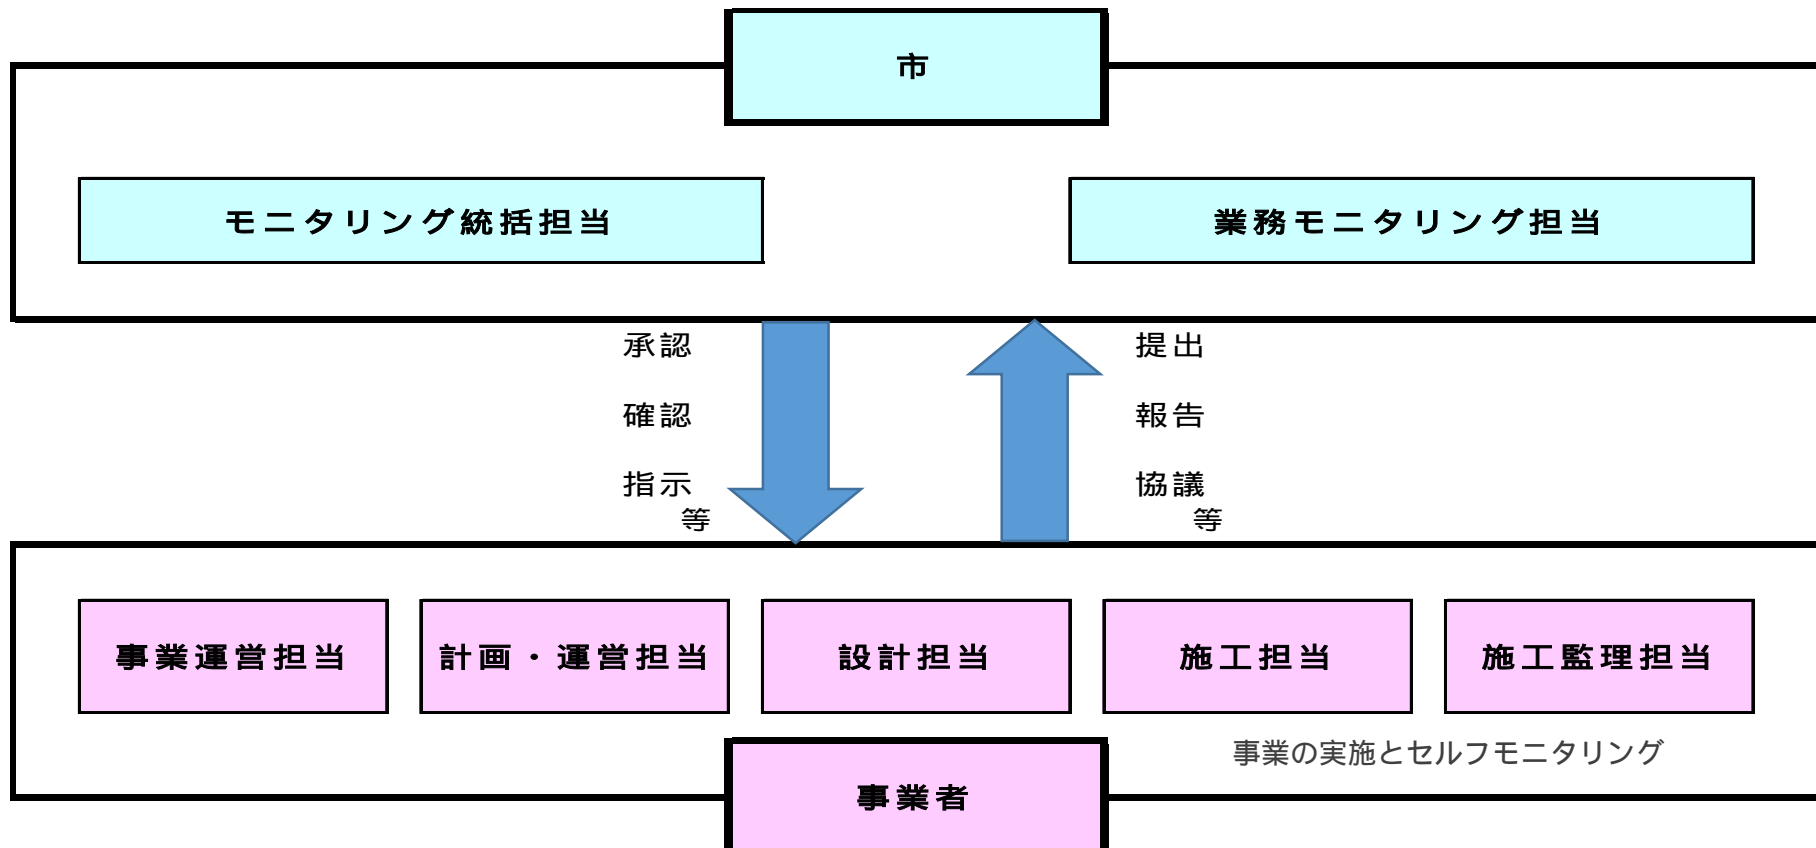 市
モニタリング統括担当
業務モニタリング担当
承認
確認
指示
等
提出
報告
協議
等
事業運営担当
計画・運営担当
設計担当
施工担当
施工監理担当
事業の実施とセルフモニタリング
事業者